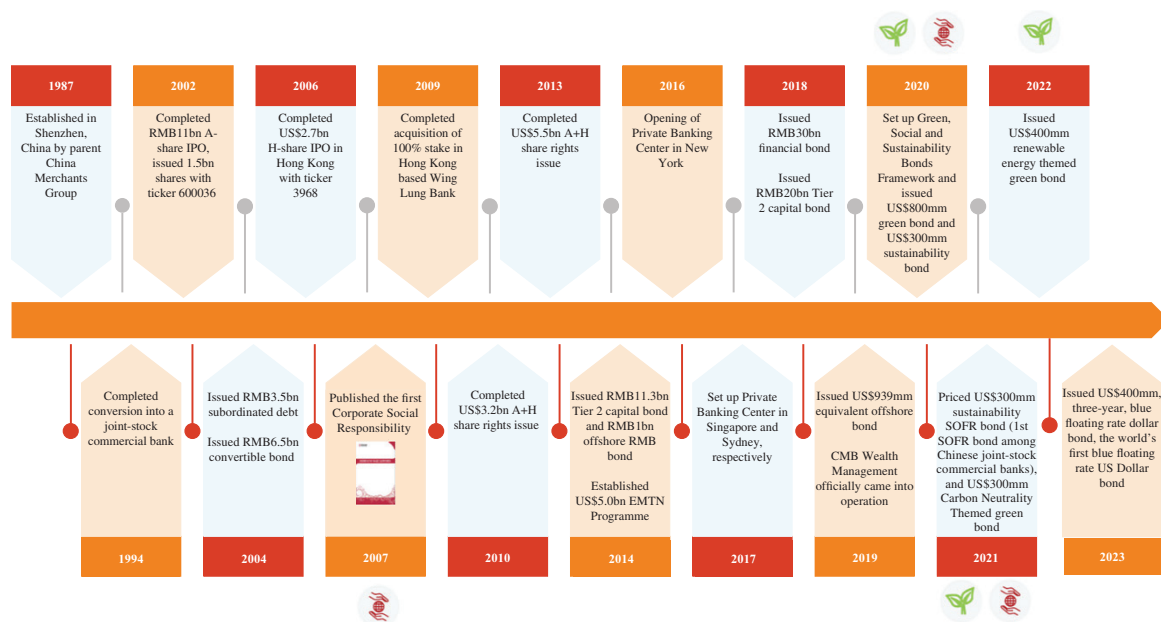 1987
Established in
Shenzhen,
China by parent
China
Merchants
Group
2002
Completed
RMB11bn A-
share IPO,
issued 1.5bn
shares with
ticker 600036
2006
Completed
US$2.7bn
H-share IPO in
Hong Kong
with ticker
3968
2009
Completed
acquisition of
100% stake in
Hong Kong
based Wing
Lung Bank
2013
Completed
US$5.5bn A+H
share rights
issue
2016
Opening of
Private Banking
Center in New
York
2018
Issued
RMB30bn
financial bond
Issued
RMB20bn Tier
2 capital bond
2020
Set up Green,
Social and
Sustainability
Bonds
Framework and
issued
US$800mm
green bond and
US$300mm
sustainability
bond
2022
Issued
US$400mm
renewable
energy themed
green bond
Completed
conversion into a
joint-stock
commercial bank
1994
Issued RMB3.5bn
subordinated debt
Issued RMB6.5bn
convertible bond
2004
Published the first
Corporate Social
Responsibility
2007
Completed
US$3.2bn A+H
share rights issue
2010
Issued RMB11.3bn
Tier 2 capital bond
and RMB1bn
offshore RMB
bond
Established
US$5.0bn EMTN
Programme
2014
Set up Private
Banking Center in
Singapore and
Sydney,
respectively
2017
Issued US$939mm
equivalent offshore
bond
CMB Wealth
Management
officially came into
operation
2019
Priced US$300mm
sustainability
SOFR bond (1st
SOFR bond among
Chinese joint-stock
commercial banks),
and US$300mm
Carbon Neutrality
Themed green
bond
2021
Issued US$400mm,
three-year, blue
floating rate dollar
bond, the world's
first blue floating
rate US Dollar
bond
2023